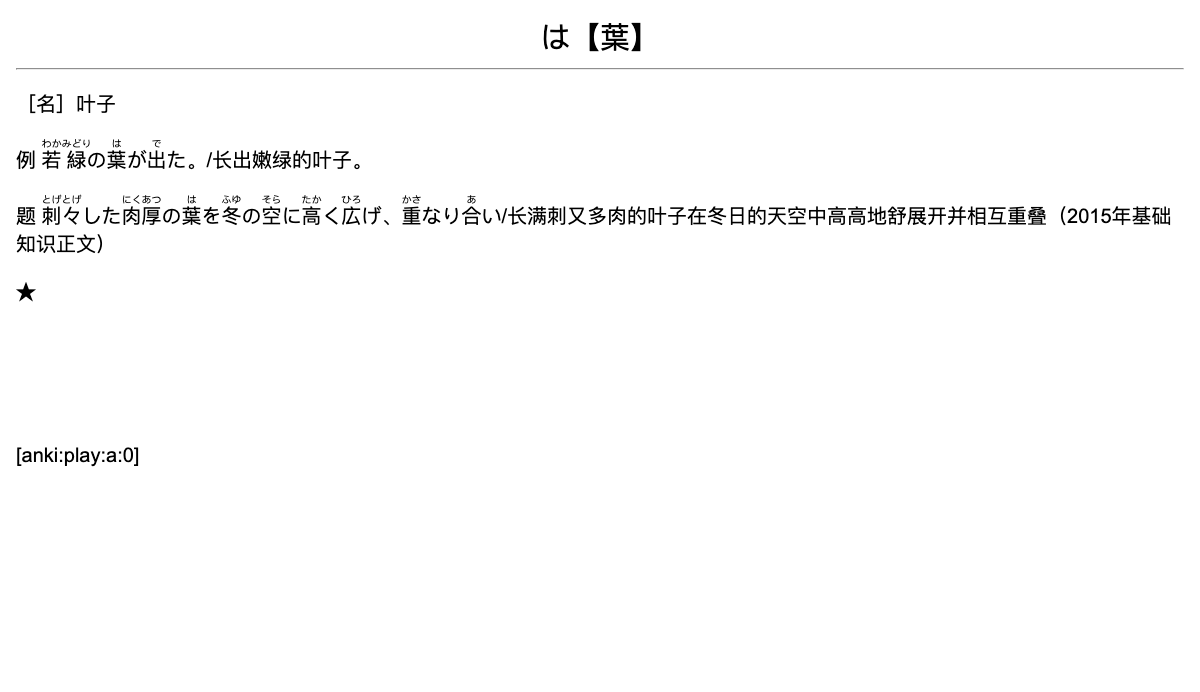 は【葉】
［名］叶子
わかみどり は で
例 若緑の葉が出た。/长出嫩绿的叶子。
とげとげ にくあつ は ふゆ そら たか ひろ かさ あ
题 刺々した肉厚の葉を冬の空に高く広げ、重なり合い/长满刺又多肉的叶子在冬日的天空中高高地舒展开并相互重叠（2015年基础
知识正文）
★
[anki:play:a:0]